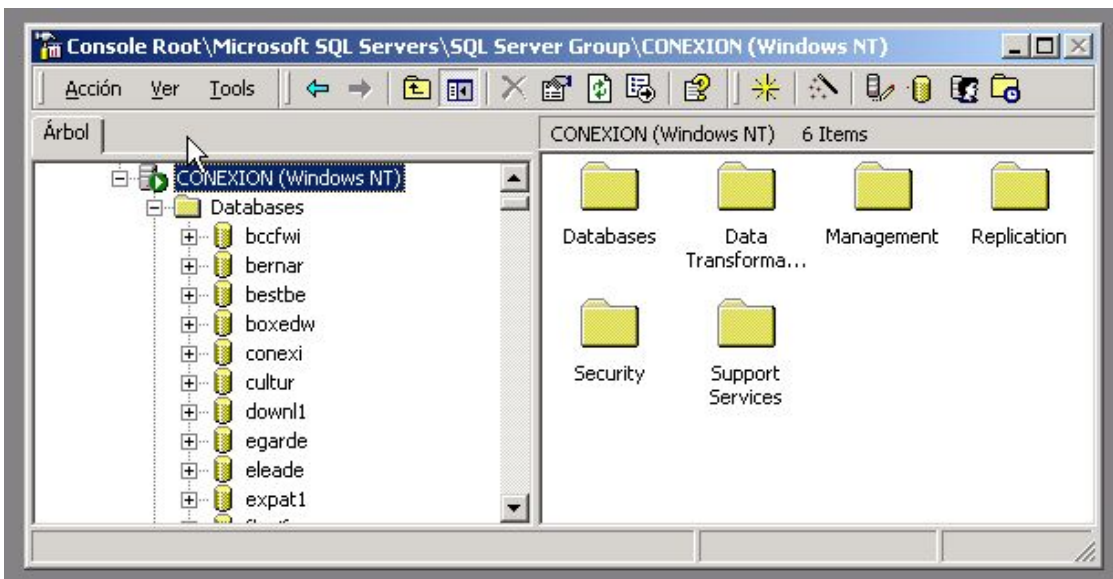 Console Root\Microsoft SQL Servers\SQL Server Group\CONEXION (Windows NT)
Acción Ver Tools
Árbol
CONEXION (Windows NT) 6 Items
CONEXION (Windows NT)
Databases
bccfwi
bernar
bestbe
boxedw
conexi
cultur
downl1
egarde
eleade
expat1
Databases
Data
Transforma...
Management
Replication
Security
Support
Services